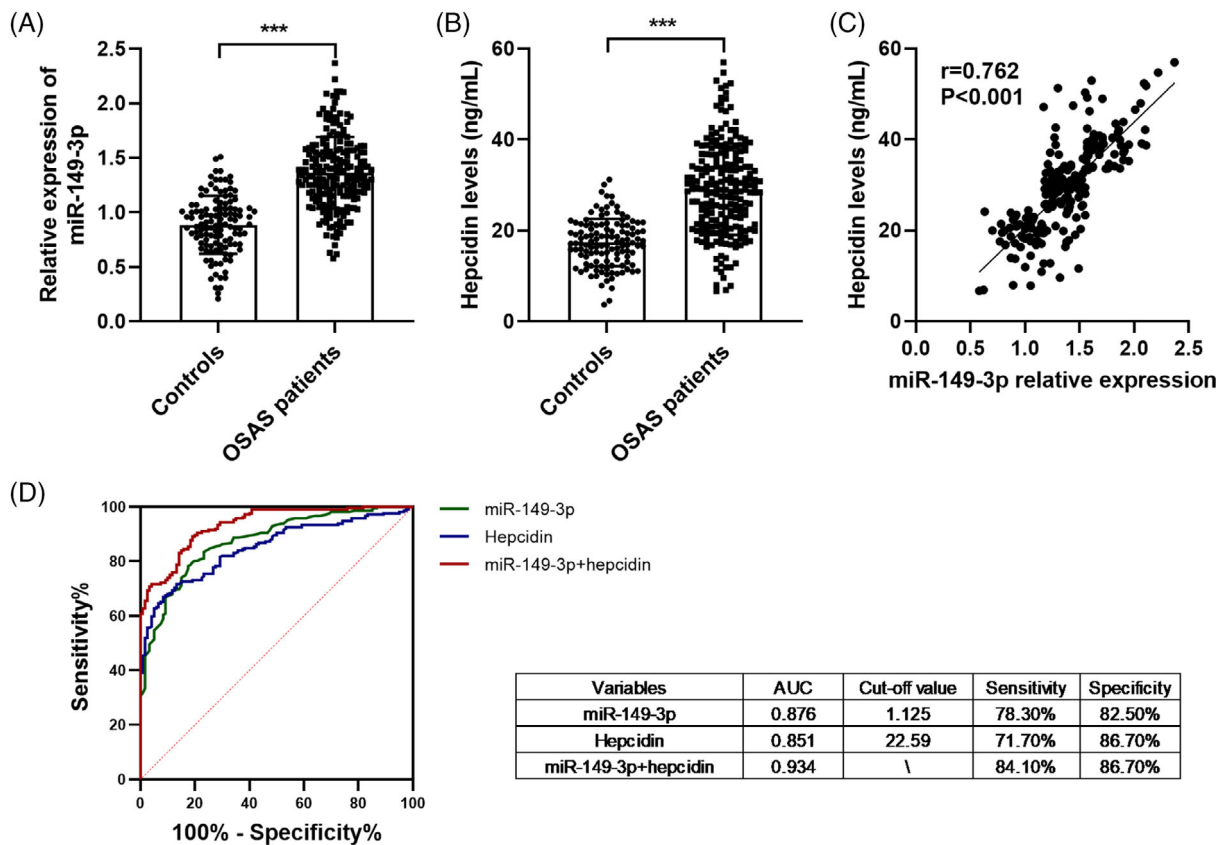 (A)
***
Relative expression of
miR-149-3p
2.5
2.0
1.5
1.0
0.5
0.0
Controls
OSAS patients
(B)
***
Hepcidin levels (ng/mL)
60
40
20
0
Controls
OSAS patients
(C)
r=0.762
P<0.001
Hepcidin levels (ng/mL)
60
40
20
0
0.0 0.5 1.0 1.5 2.0 2.5
miR-149-3p relative expression
(D)
Sensitivity%
100
80
60
40
20
0
0 20 40 60 80 100
100% - Specificity%
miR-149-3p
Hepcidin
miR-149-3p+hepcidin
Variables AUC Cut-off value Sensitivity Specificity
miR-149-3p 0.876 1.125 78.30% 82.50%
Hepcidin 0.851 22.59 71.70% 86.70%
miR-149-3p+hepcidin 0.934 \ 84.10% 86.70%